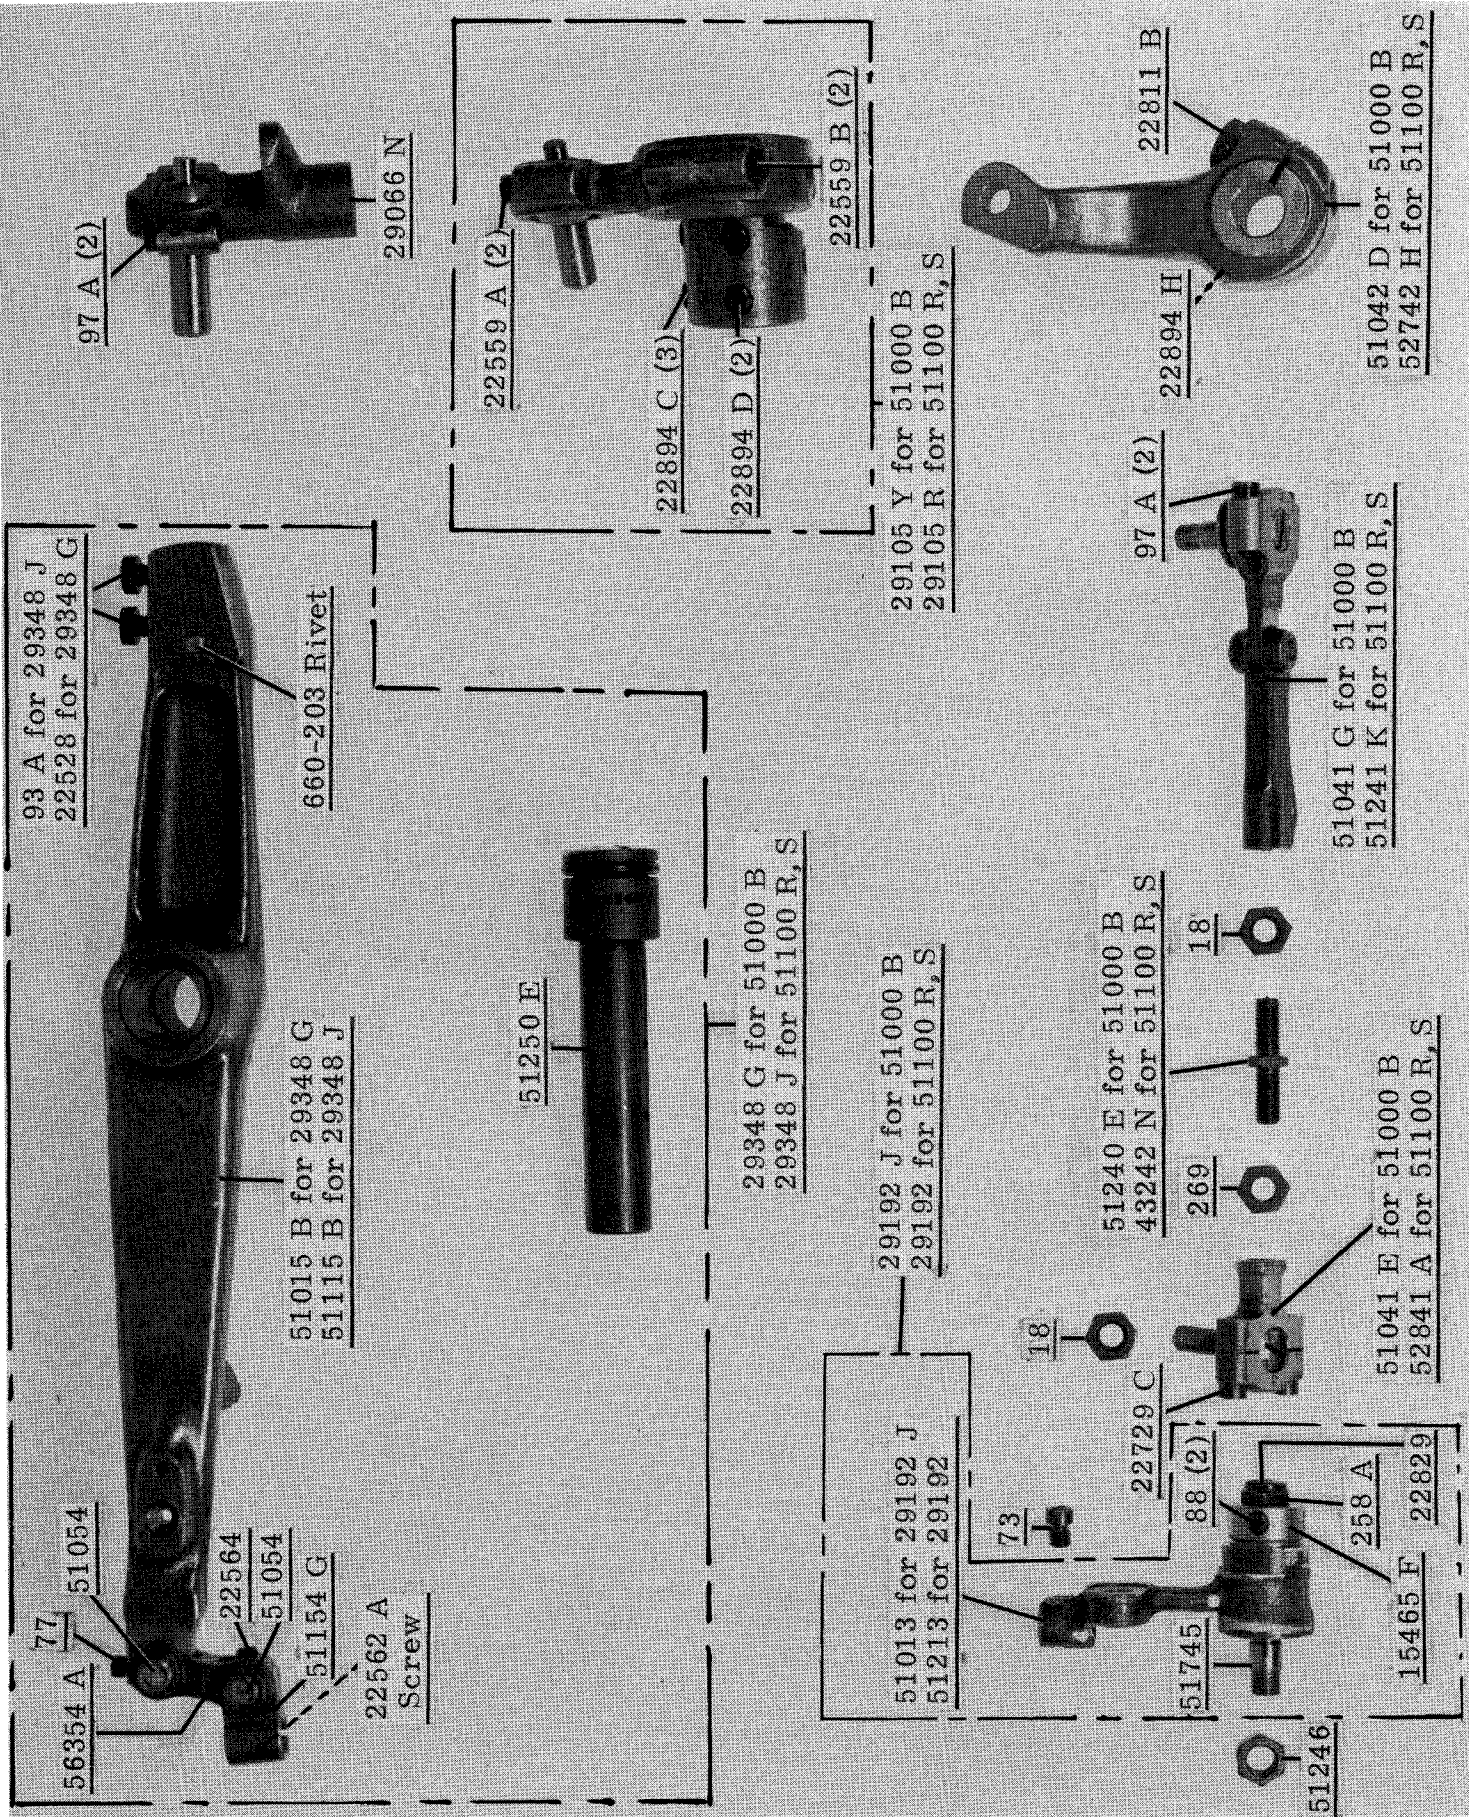 93 A for 29348 J
22528 for 29348 G
660-203 Rivet
51015 B for 29348 G
51115 B for 29348 J
77
51054
56354 A
22564
51054
51154 G
22562 A
Screw
51250 E
29348 G for 51000 B
29348 J for 51100 R,S
97 A (2)
29066 N
22559 A (2)
22559 B (2)
22894 C (3)
22894 D (2)
29105 Y for 51000 B
29105 R for 51100 R,S
22811 B
22894 H
51042 D for 51000 B
52742 H for 51100 R,S
97 A (2)
51041 G for 51000 B
51241 K for 51100 R,S
29192 J for 51000 B
29192 for 51100 R,S
51240 E for 51000 B
43242 N for 51100 R,S
18
269
18
51041 E for 51000 B
52841 A for 51100 R,S
22729 C
51013 for 29192 J
51213 for 29192
73
88 (2)
258 A
22829
15465 F
51745
51246